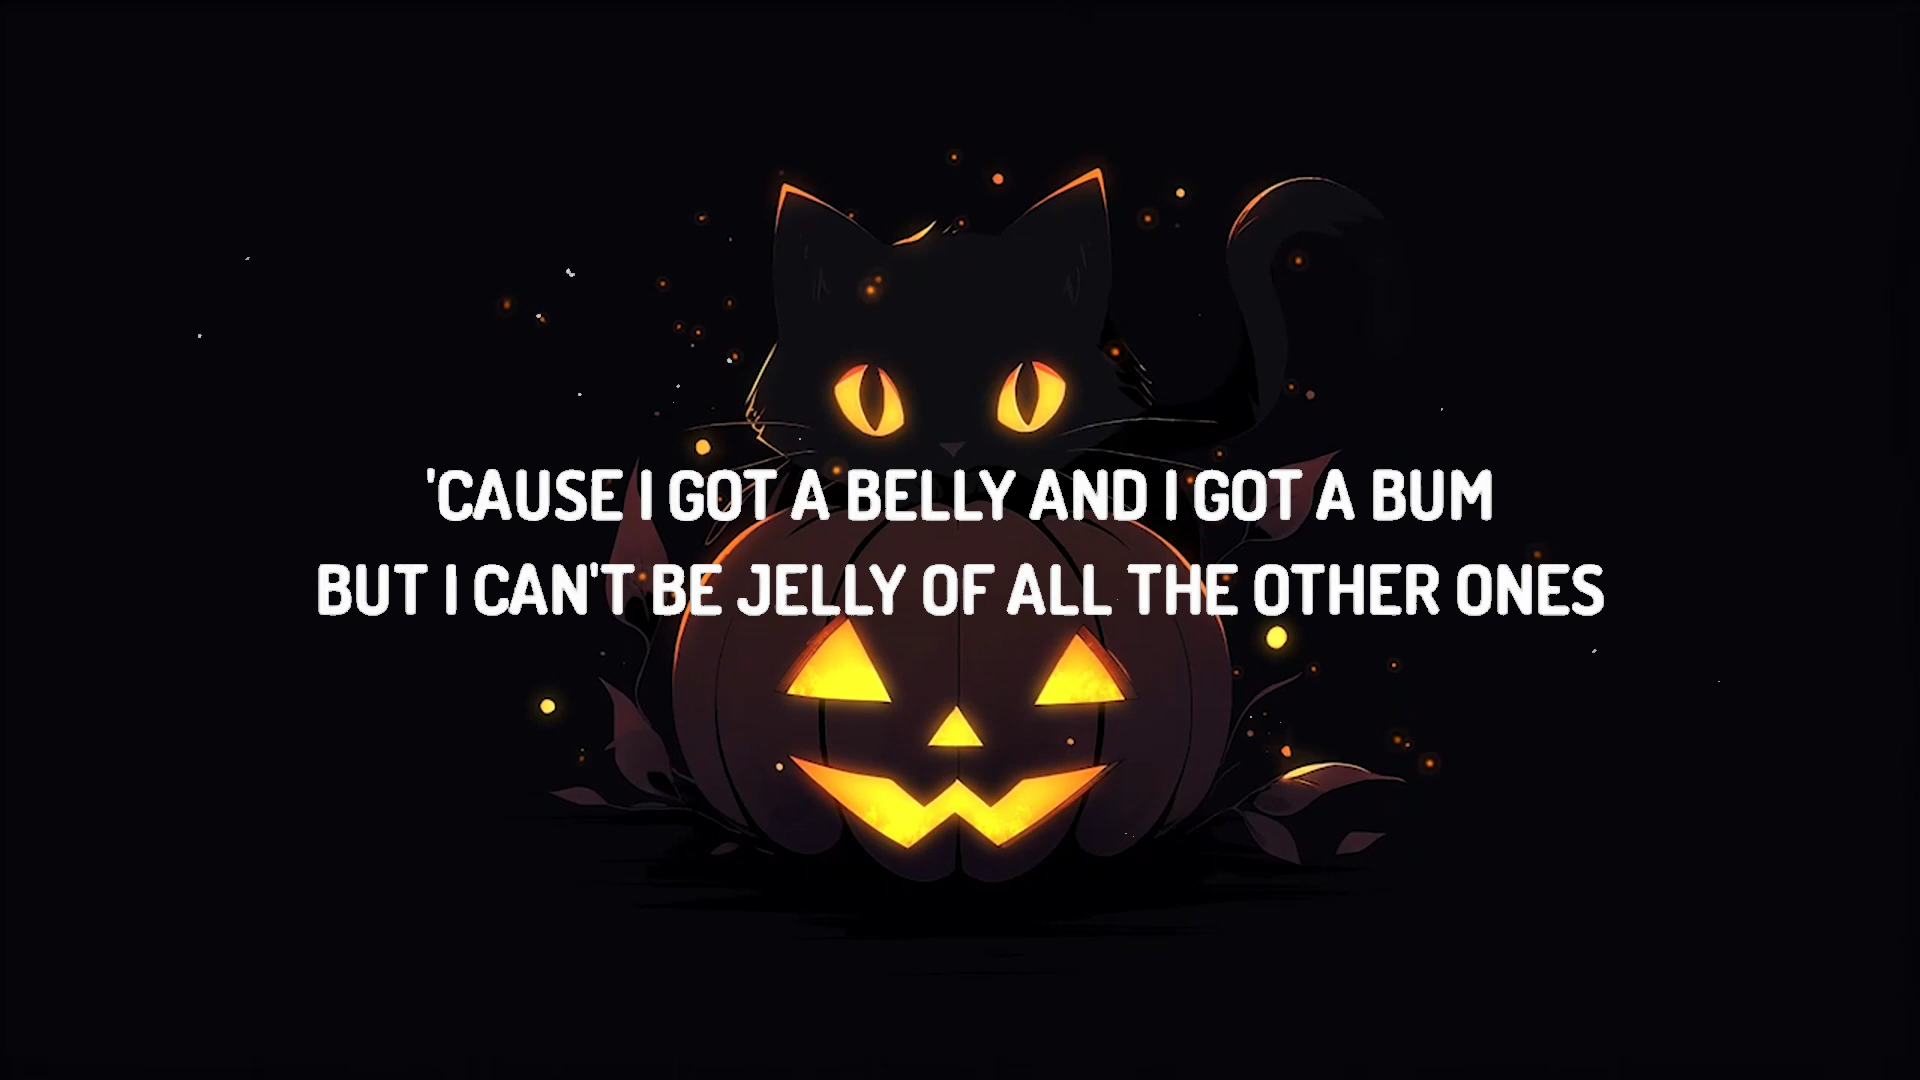 'CAUSE I GOT A BELLY AND I GOT A BUM
BUT I CAN'T BE JELLY OF ALL THE OTHER ONES